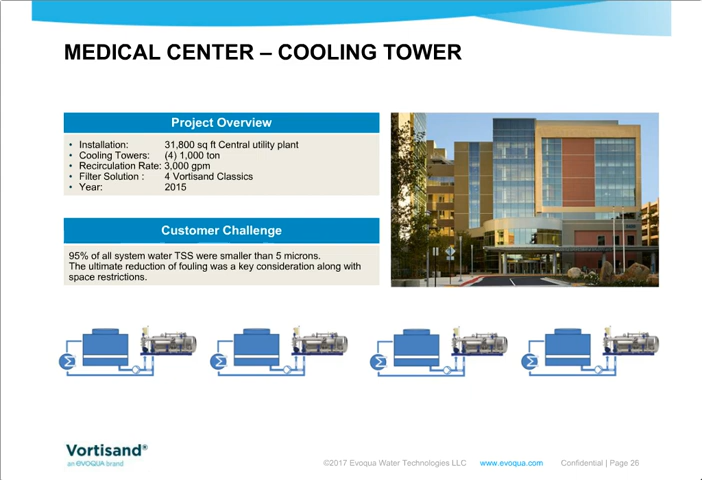 MEDICAL CENTER – COOLING TOWER
Project Overview
• Installation: 31,800 sq ft Central utility plant
• Cooling Towers: (4) 1,000 ton
• Recirculation Rate: 3,000 gpm
• Filter Solution : 4 Vortisand Classics
• Year: 2015
Customer Challenge
95% of all system water TSS were smaller than 5 microns.
The ultimate reduction of fouling was a key consideration along with
space restrictions.
Vortisand®
an EVOQUA brand
©2017 Evoqua Water Technologies LLC www.evoqua.com Confidential | Page 26